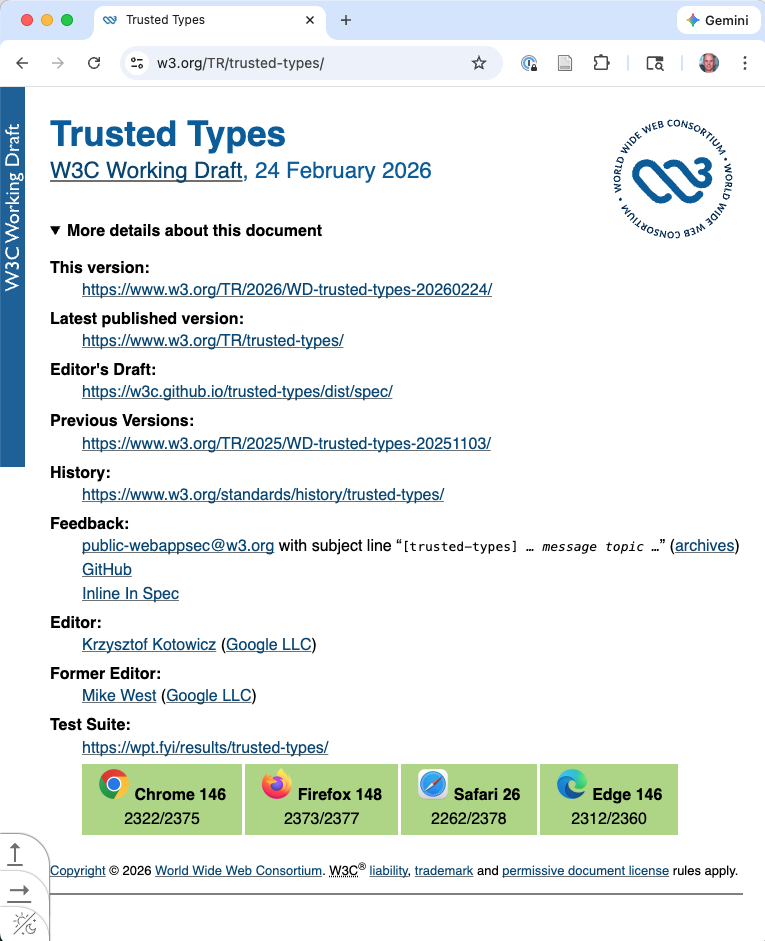 Trusted Types
Gemini
w3.org/TR/trusted-types/
W3C Working Draft
Trusted Types
W3C Working Draft, 24 February 2026
WORLD WIDE WEB CONSORTIUM • WORLD WIDE WEB CONSORTIUM •
▼ More details about this document
This version:
https://www.w3.org/TR/2026/WD-trusted-types-20260224/
Latest published version:
https://www.w3.org/TR/trusted-types/
Editor's Draft:
https://w3c.github.io/trusted-types/dist/spec/
Previous Versions:
https://www.w3.org/TR/2025/WD-trusted-types-20251103/
History:
https://www.w3.org/standards/history/trusted-types/
Feedback:
public-webappsec@w3.org with subject line “[trusted-types] … message topic …” (archives)
GitHub
Inline In Spec
Editor:
Krzysztof Kotowicz (Google LLC)
Former Editor:
Mike West (Google LLC)
Test Suite:
https://wpt.fyi/results/trusted-types/
Chrome 146
2322/2375
Firefox 148
2373/2377
Safari 26
2262/2378
Edge 146
2312/2360
Copyright © 2026 World Wide Web Consortium. W3C® liability, trademark and permissive document license rules apply.